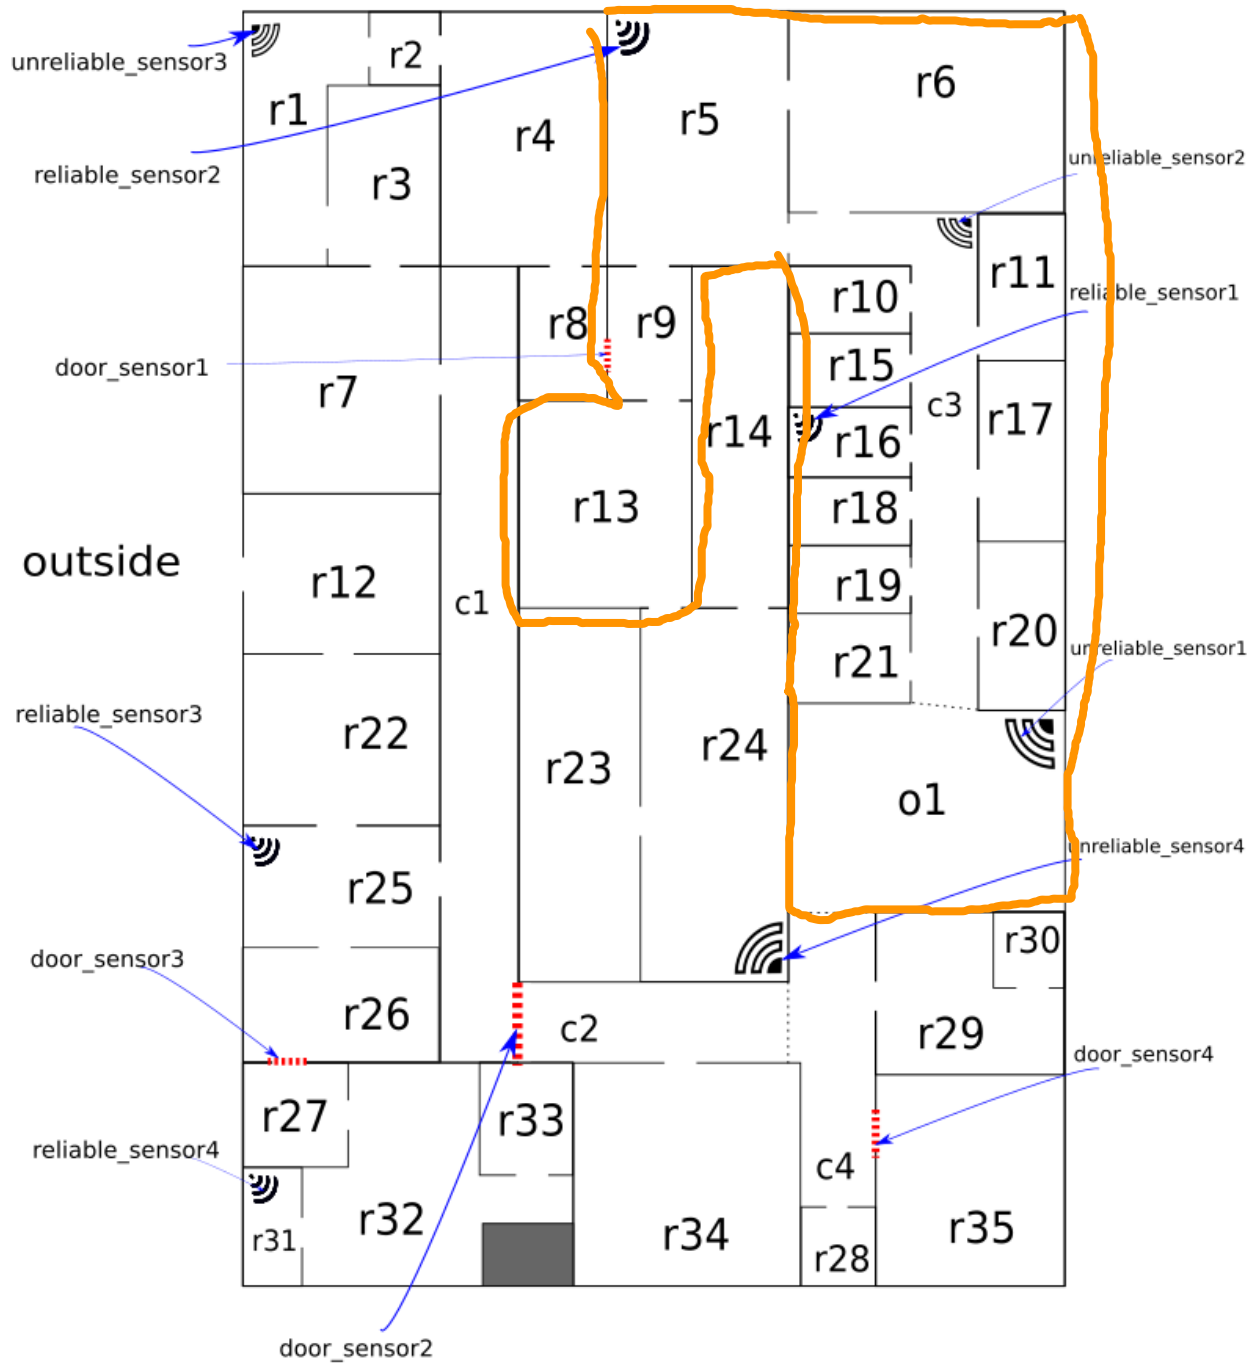 unreliable_sensor3
r2
r6
r1
r5
r4
unreliable_sensor2
reliable_sensor2
r3
r11
reliable_sensor1
r10
r8
r9
door_sensor1
r15
r7
c3
r17
r14
r16
r13
r18
outside
r12
r19
c1
r20
unreliable_sensor1
r21
reliable_sensor3
r22
r24
r23
o1
unreliable_sensor4
r25
r30
door_sensor3
r26
c2
r29
door_sensor4
r27
r33
reliable_sensor4
c4
r32
r31
r34
r35
r28
door_sensor2